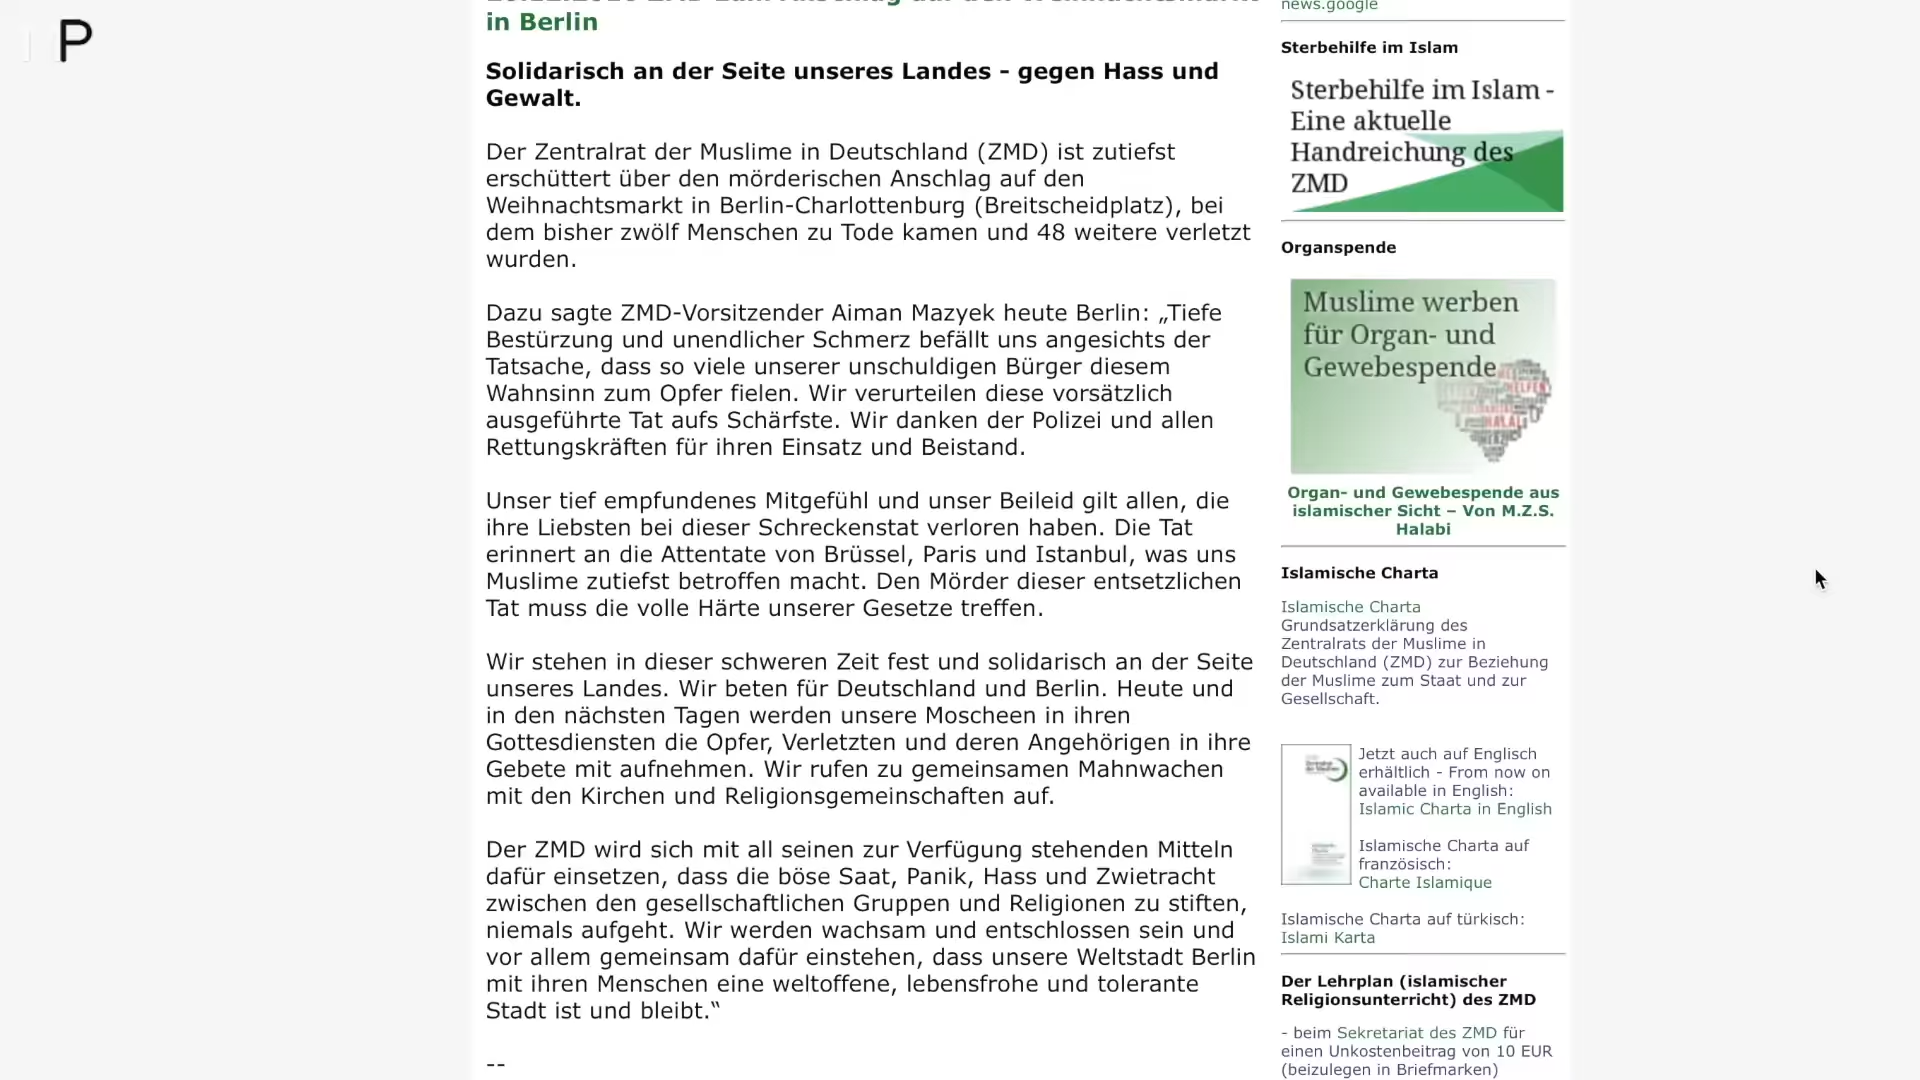 in Berlin
Solidarisch an der Seite unseres Landes - gegen Hass und
Gewalt.
Der Zentralrat der Muslime in Deutschland (ZMD) ist zutiefst
erschüttert über den mörderischen Anschlag auf den
Weihnachtsmarkt in Berlin-Charlottenburg (Breitscheidplatz), bei
dem bisher zwölf Menschen zu Tode kamen und 48 weitere verletzt
wurden.
Dazu sagte ZMD-Vorsitzender Aiman Mazyek heute Berlin: „Tiefe
Bestürzung und unendlicher Schmerz befällt uns angesichts der
Tatsache, dass so viele unserer unschuldigen Bürger diesem
Wahnsinn zum Opfer fielen. Wir verurteilen diese vorsätzlich
ausgeführte Tat aufs Schärfste. Wir danken der Polizei und allen
Rettungskräften für ihren Einsatz und Beistand.
Unser tief empfundenes Mitgefühl und unser Beileid gilt allen, die
ihre Liebsten bei dieser Schreckenstat verloren haben. Die Tat
erinnert an die Attentate von Brüssel, Paris und Istanbul, was uns
Muslime zutiefst betroffen macht. Den Mörder dieser entsetzlichen
Tat muss die volle Härte unserer Gesetze treffen.
Wir stehen in dieser schweren Zeit fest und solidarisch an der Seite
unseres Landes. Wir beten für Deutschland und Berlin. Heute und
in den nächsten Tagen werden unsere Moscheen in ihren
Gottesdiensten die Opfer, Verletzten und deren Angehörigen in ihre
Gebete mit aufnehmen. Wir rufen zu gemeinsamen Mahnwachen
mit den Kirchen und Religionsgemeinschaften auf.
Der ZMD wird sich mit all seinen zur Verfügung stehenden Mitteln
dafür einsetzen, dass die böse Saat, Panik, Hass und Zwietracht
zwischen den gesellschaftlichen Gruppen und Religionen zu stiften,
niemals aufgeht. Wir werden wachsam und entschlossen sein und
vor allem gemeinsam dafür einstehen, dass unsere Weltstadt Berlin
mit ihren Menschen eine weltoffene, lebensfrohe und tolerante
Stadt ist und bleibt.“
--
news.google
Sterbehilfe im Islam
Sterbehilfe im Islam -
Eine aktuelle
Handreichung des
ZMD
Organspende
Muslime werben
für Organ- und
Gewebespende
Organ- und Gewebespende aus
islamischer Sicht – Von M.Z.S.
Halabi
Islamische Charta
Islamische Charta
Grundsatzerklärung des
Zentralrats der Muslime in
Deutschland (ZMD) zur Beziehung
der Muslime zum Staat und zur
Gesellschaft.
Jetzt auch auf Englisch
erhältlich - From now on
available in English:
Islamic Charta in English
Islamische Charta auf
französisch:
Charte Islamique
Islamische Charta auf türkisch:
Islami Karta
Der Lehrplan (islamischer
Religionsunterricht) des ZMD
- beim Sekretariat des ZMD für
einen Unkostenbeitrag von 10 EUR
(beizulegen in Briefmarken)
P